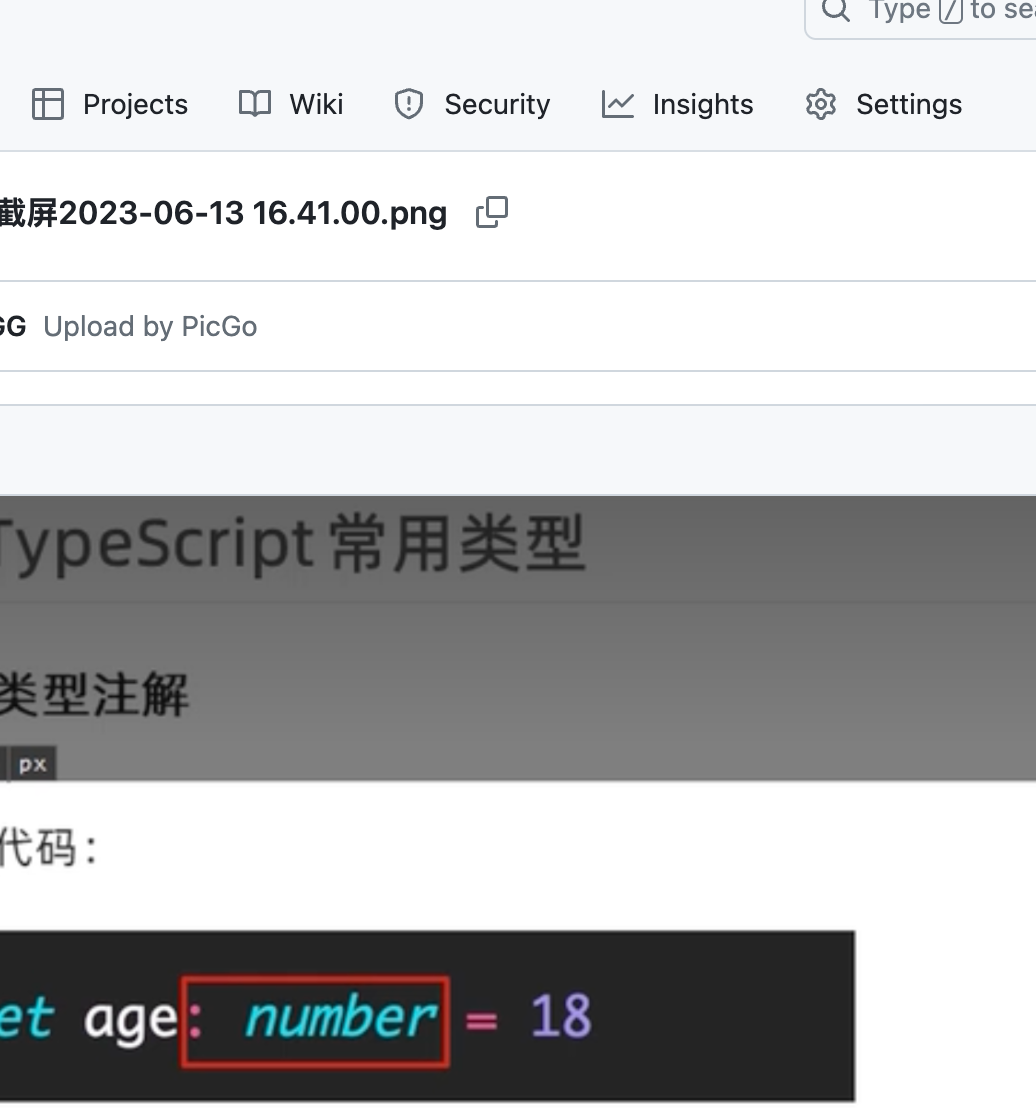 Type / to se
Projects Wiki Security Insights Settings
截屏2023-06-13 16.41.00.png
GG Upload by PicGo
TypeScript 常用类型
类型注解
px
代码：
et age: number = 18